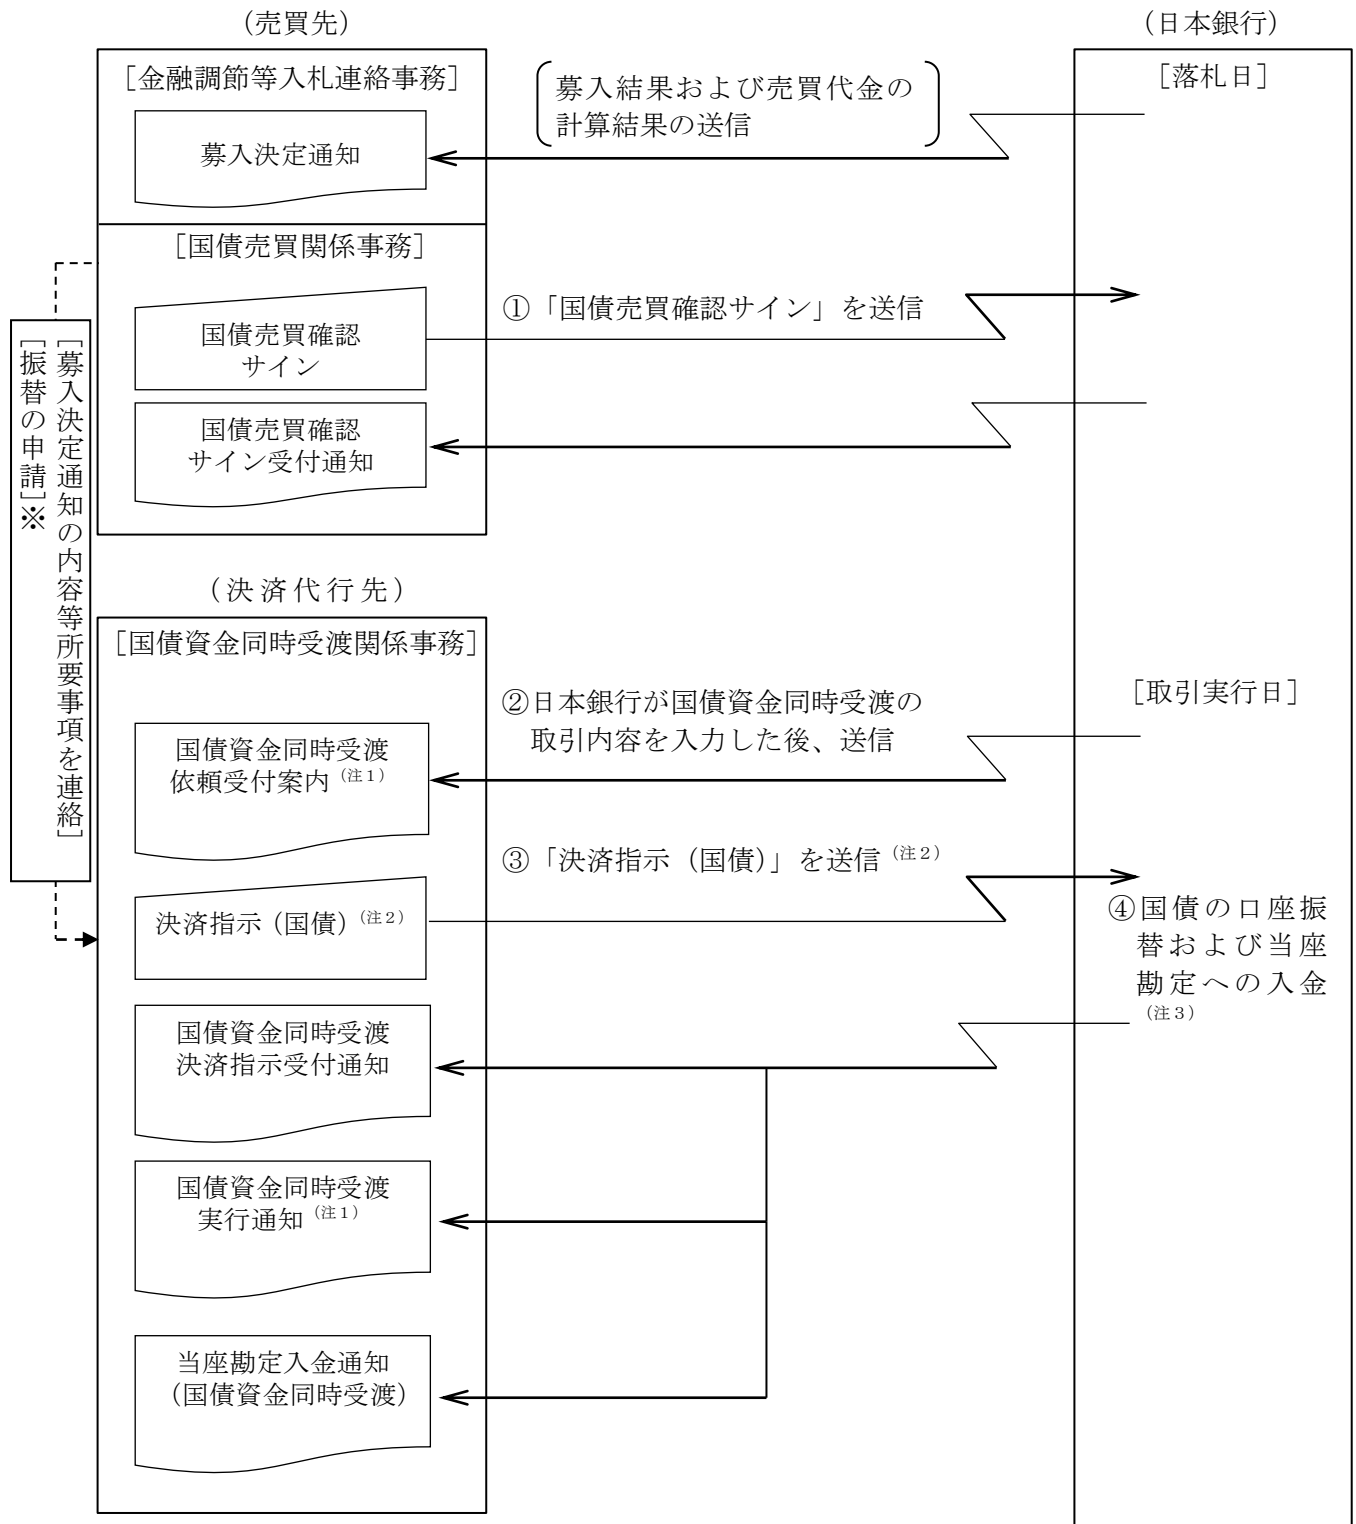 (売買先)
(日本銀行)
[金融調節等入札連絡事務]
募入結果および売買代金の
計算結果の送信
[落札日]
募入決定通知
[国債売買関係事務]
①「国債売買確認サイン」を送信
国債売買確認
サイン
国債売買確認
サイン受付通知
[募入決定通知の内容等所要事項を連絡]
[振替の申請]※
(決済代行先)
[国債資金同時受渡関係事務]
②日本銀行が国債資金同時受渡の
取引内容を入力した後、送信
[取引実行日]
国債資金同時受渡
依頼受付案内(注1)
③「決済指示(国債)」を送信(注2)
決済指示(国債)(注2)
④国債の口座振
替および当座
勘定への入金
(注3)
国債資金同時受渡
決済指示受付通知
国債資金同時受渡
実行通知(注1)
当座勘定入金通知
(国債資金同時受渡)